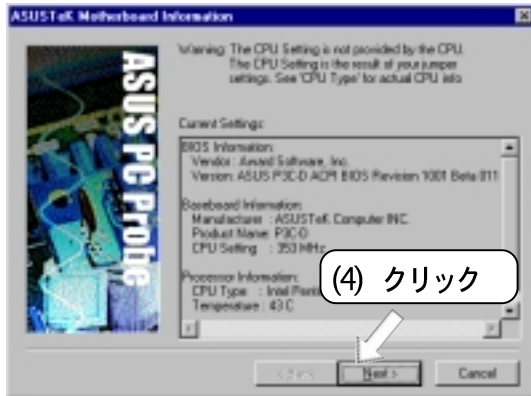 ASUSTeK Motherboard Information
ASUS PC Probe
Warning: The CPU Setting is not provided by the CPU.
The CPU Setting is the result of your jumper
settings. See 'CPU Type' for actual CPU info
Current Settings:
BIOS Information:
Vendor : Award Software, Inc.
Version: ASUS P3C-D ACPI BIOS Revision 1001 Beta 011
Baseboard Information:
Manufacturer : ASUSTeK Computer INC.
Product Name: P3C-D
CPU Setting : 353 MHz
Processor Information:
CPU Type : Intel
Temperature : 43 C
(4) クリック
< Back
Next >
Cancel